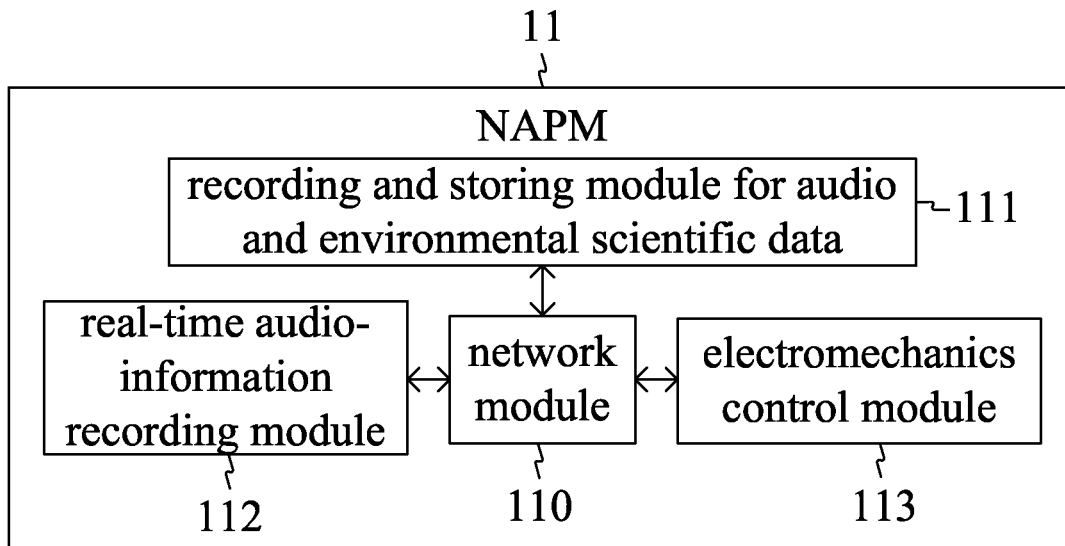 11
NAPM
recording and storing module for audio
and environmental scientific data
111
real-time audio-
information
recording module
network
module
electromechanics
control module
112
110
113